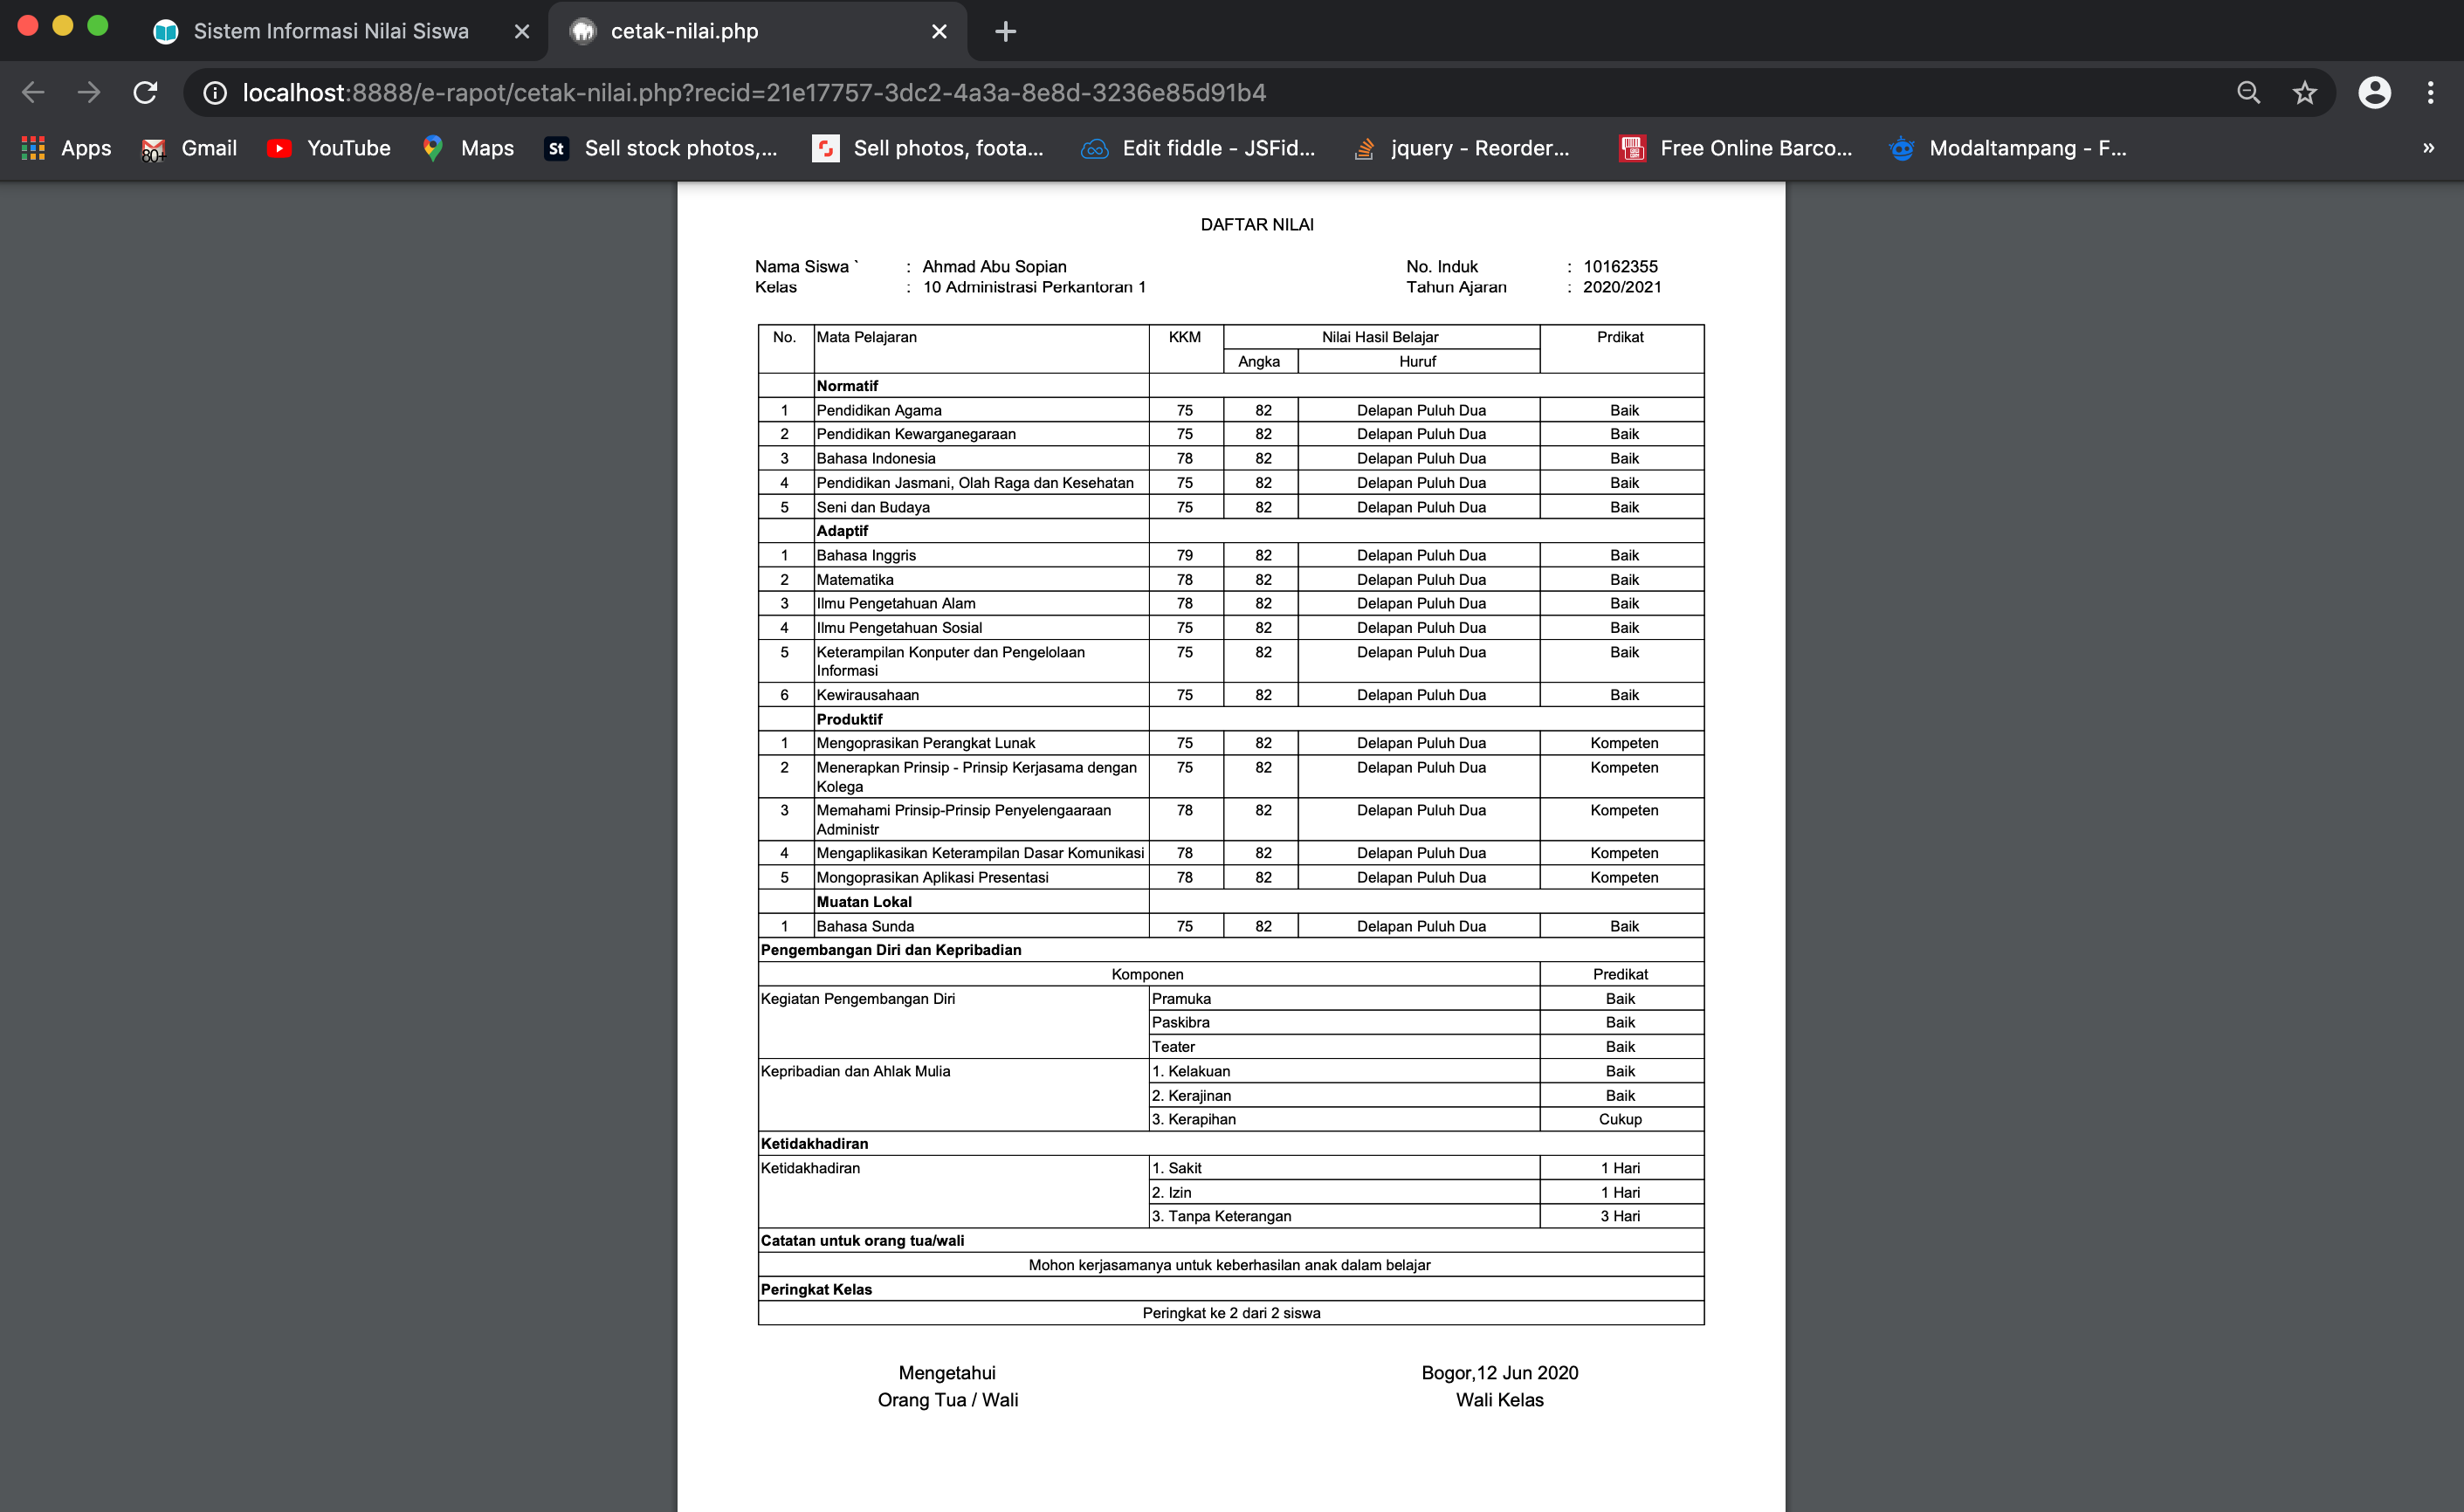 Sistem Informasi Nilai Siswa
cetak-nilai.php
localhost:8888/e-rapot/cetak-nilai.php?recid=21e17757-3dc2-4a3a-8e8d-3236e85d91b4
Apps 80+ Gmail YouTube Maps St Sell stock photos,... Sell photos, foota... Edit fiddle - JSFid... jquery - Reorder... Free Online Barco... Modaltampang - F... »
DAFTAR NILAI
Nama Siswa ` : Ahmad Abu Sopian No. Induk : 10162355
Kelas : 10 Administrasi Perkantoran 1 Tahun Ajaran : 2020/2021
No. Mata Pelajaran KKM Nilai Hasil Belajar Prdikat
Angka Huruf
Normatif
1 Pendidikan Agama 75 82 Delapan Puluh Dua Baik
2 Pendidikan Kewarganegaraan 75 82 Delapan Puluh Dua Baik
3 Bahasa Indonesia 78 82 Delapan Puluh Dua Baik
4 Pendidikan Jasmani, Olah Raga dan Kesehatan 75 82 Delapan Puluh Dua Baik
5 Seni dan Budaya 75 82 Delapan Puluh Dua Baik
Adaptif
1 Bahasa Inggris 79 82 Delapan Puluh Dua Baik
2 Matematika 78 82 Delapan Puluh Dua Baik
3 Ilmu Pengetahuan Alam 78 82 Delapan Puluh Dua Baik
4 Ilmu Pengetahuan Sosial 75 82 Delapan Puluh Dua Baik
5 Keterampilan Konputer dan Pengelolaan 75 82 Delapan Puluh Dua Baik
Informasi
6 Kewirausahaan 75 82 Delapan Puluh Dua Baik
Produktif
1 Mengoprasikan Perangkat Lunak 75 82 Delapan Puluh Dua Kompeten
2 Menerapkan Prinsip - Prinsip Kerjasama dengan 75 82 Delapan Puluh Dua Kompeten
Kolega
3 Memahami Prinsip-Prinsip Penyelengaaraan 78 82 Delapan Puluh Dua Kompeten
Administr
4 Mengaplikasikan Keterampilan Dasar Komunikasi 78 82 Delapan Puluh Dua Kompeten
5 Mongoprasikan Aplikasi Presentasi 78 82 Delapan Puluh Dua Kompeten
Muatan Lokal
1 Bahasa Sunda 75 82 Delapan Puluh Dua Baik
Pengembangan Diri dan Kepribadian
Komponen Predikat
Kegiatan Pengembangan Diri Pramuka Baik
Paskibra Baik
Teater Baik
Kepribadian dan Ahlak Mulia 1. Kelakuan Baik
2. Kerajinan Baik
3. Kerapihan Cukup
Ketidakhadiran
Ketidakhadiran 1. Sakit 1 Hari
2. Izin 1 Hari
3. Tanpa Keterangan 3 Hari
Catatan untuk orang tua/wali
Mohon kerjasamanya untuk keberhasilan anak dalam belajar
Peringkat Kelas
Peringkat ke 2 dari 2 siswa
Mengetahui Bogor,12 Jun 2020
Orang Tua / Wali Wali Kelas